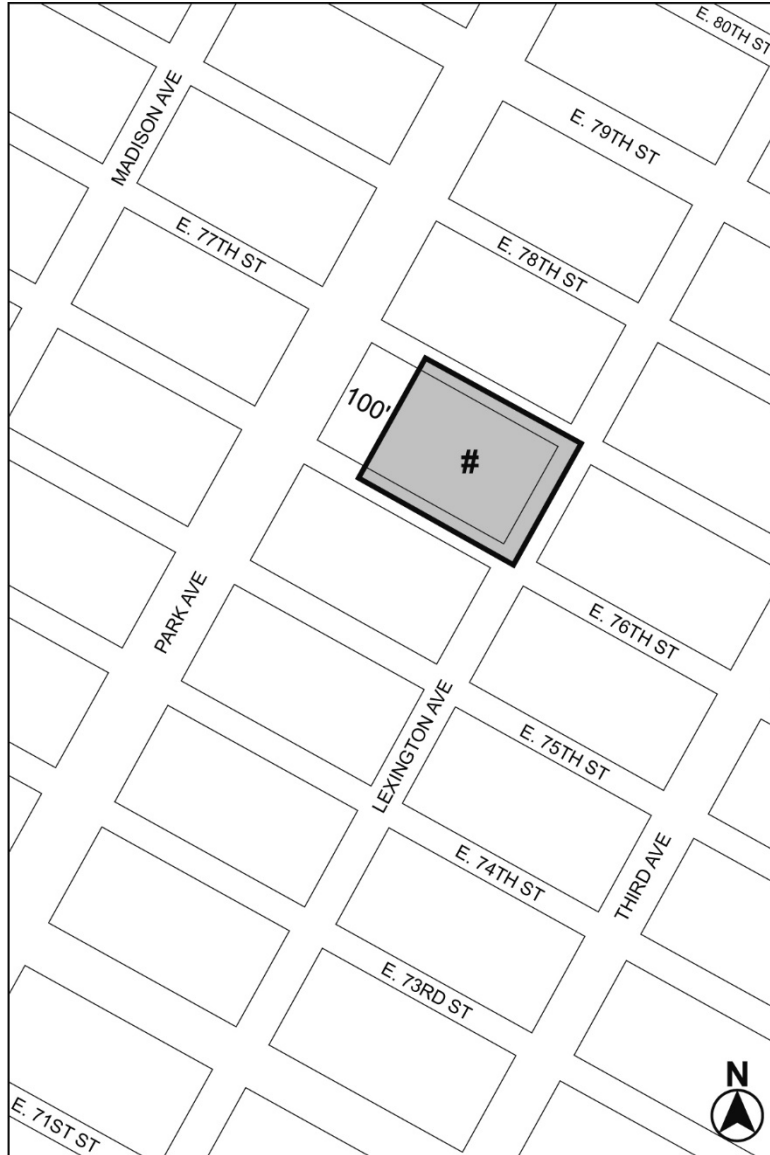 E. 80TH ST
MADISON AVE
E. 79TH ST
E. 77TH ST
E. 78TH ST
100'
#
PARK AVE
E. 76TH ST
LEXINGTON AVE
E. 75TH ST
E. 74TH ST
THIRD AVE
E. 73RD ST
N
E. 71ST ST